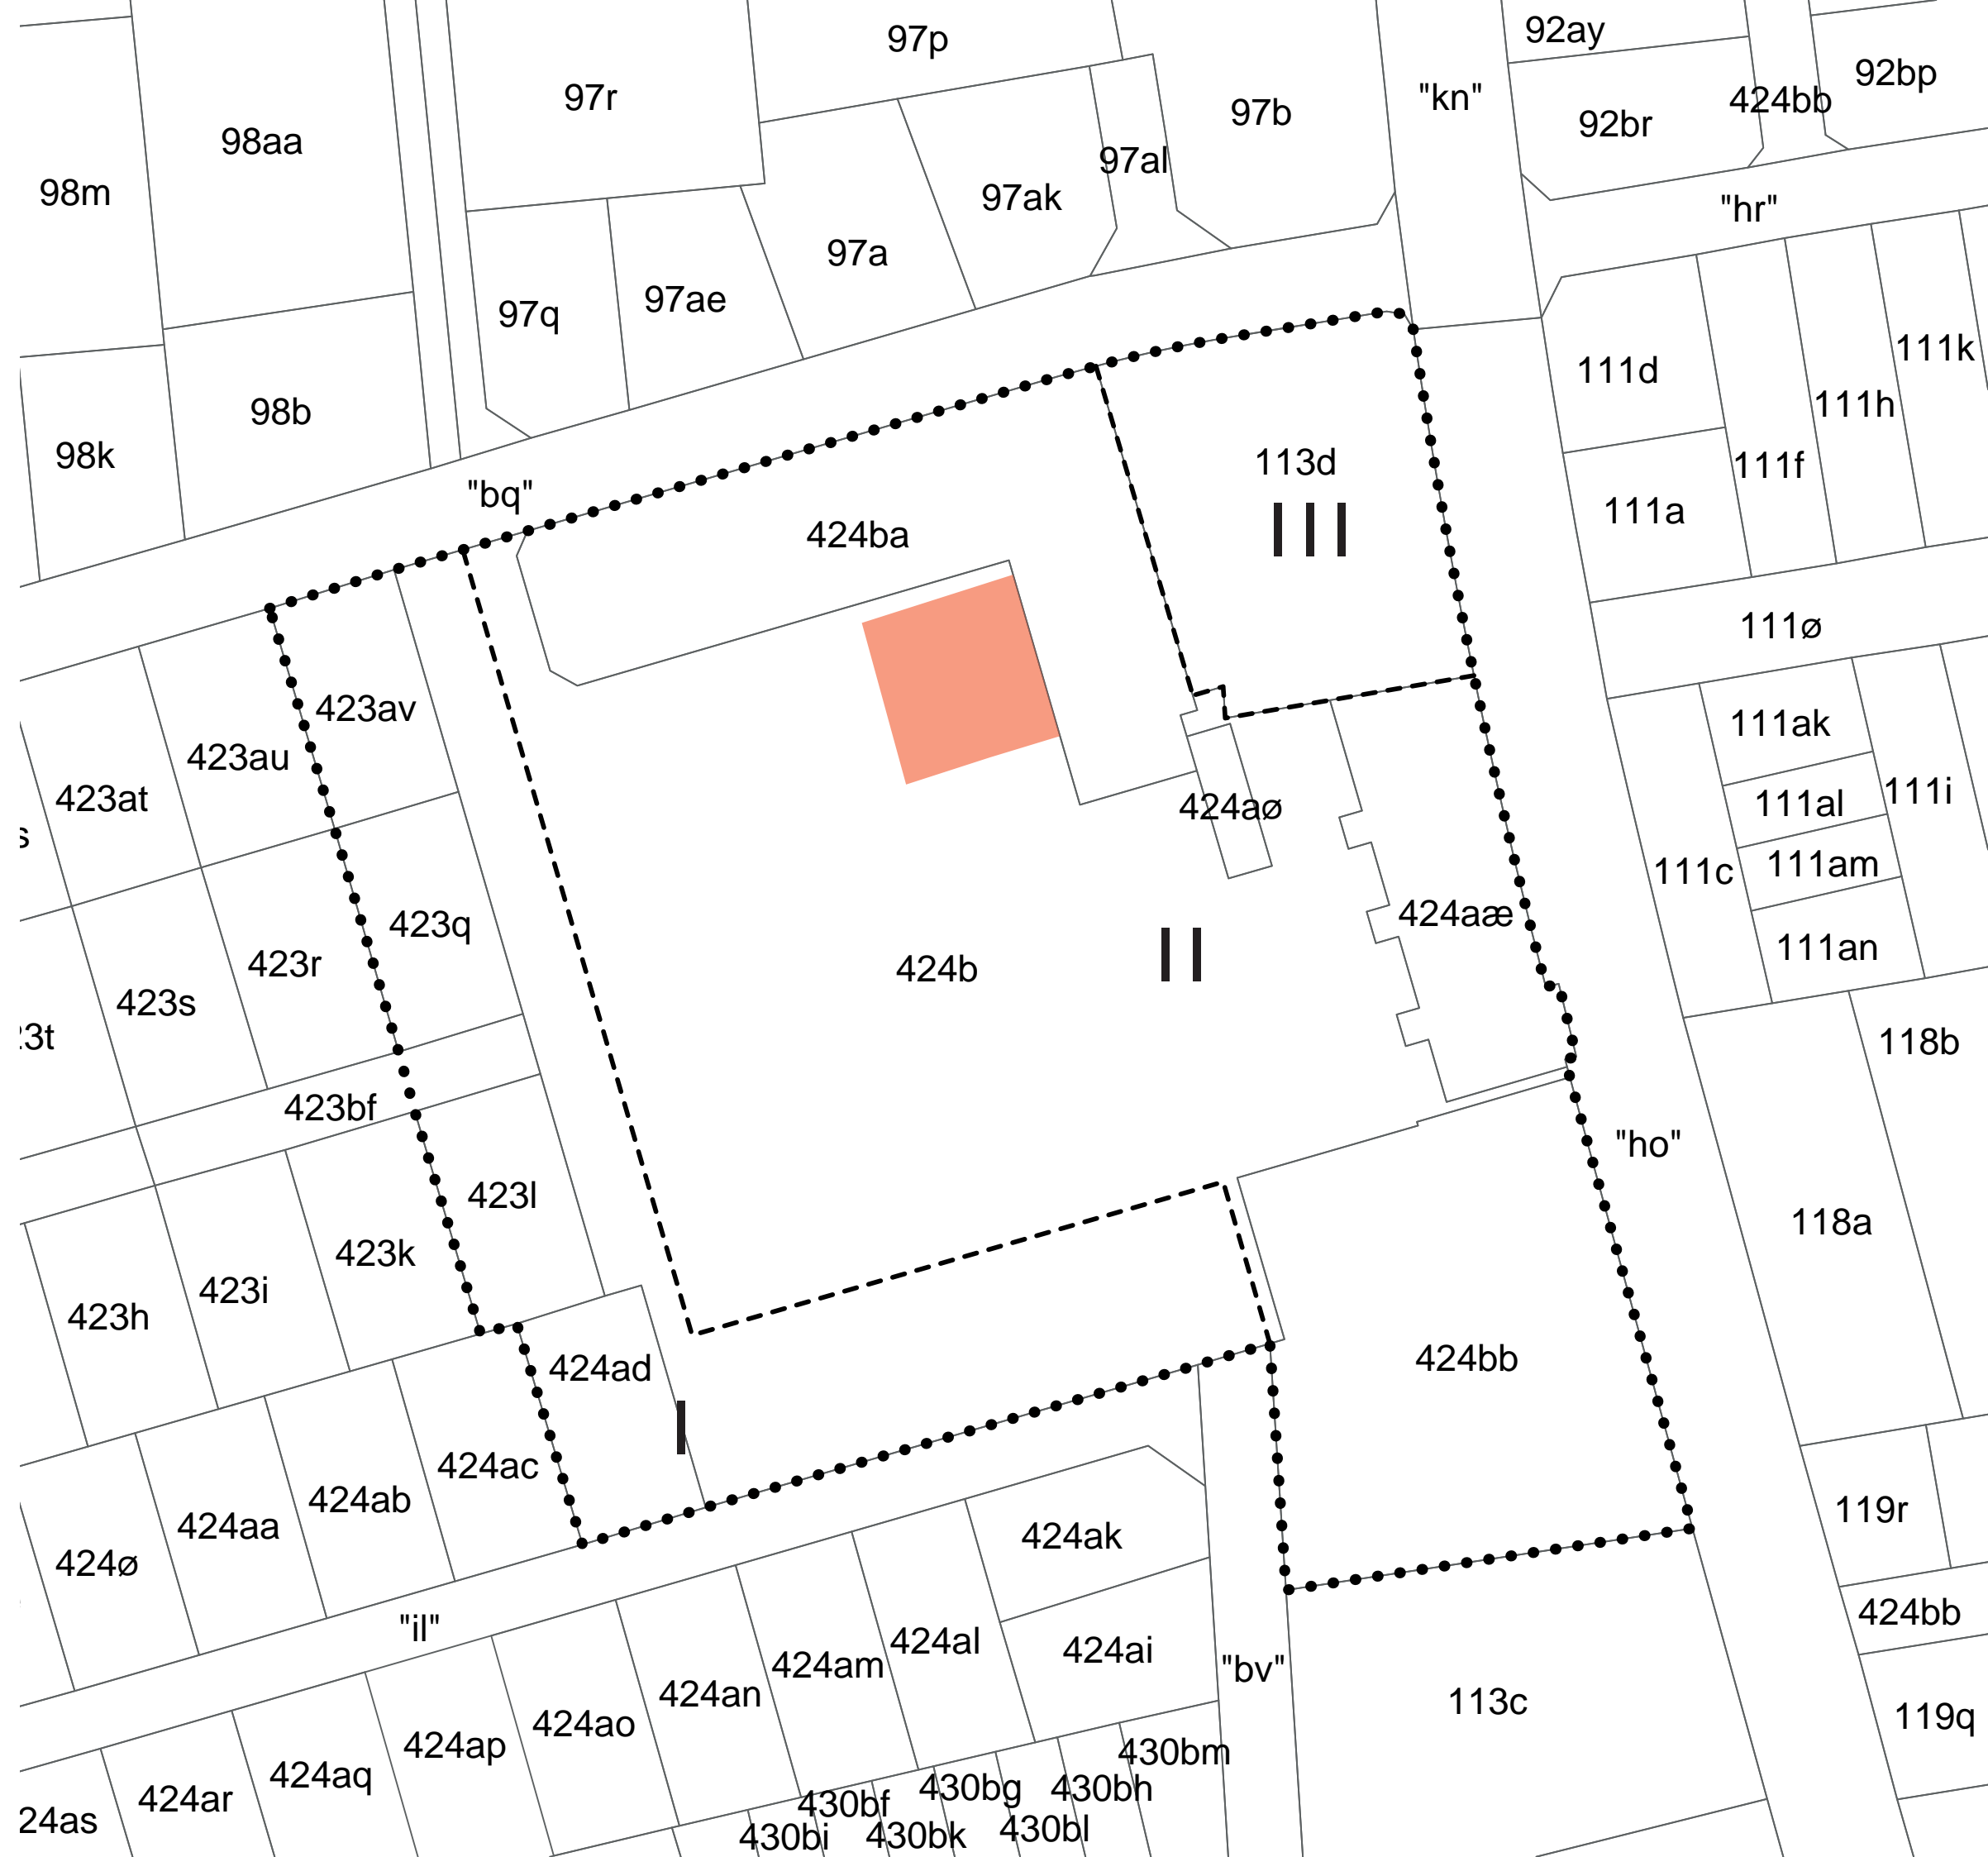 97p
92ay
92bp
97r
"kn"
424bb
97b
92br
98aa
97al
98m
97ak
"hr"
97a
97ae
97q
111k
111d
98b
111h
98k
113d
111f
"bq"
111a
424ba
III
111ø
423av
111ak
423au
111i
423at
111al
424aø
s
111am
111c
424aæ
423q
111an
423r
424b
II
423s
3t
118b
423bf
"ho"
423l
118a
423k
423i
423h
424bb
424ad
I
424ac
424ab
119r
424aa
424ak
424ø
424bb
"il"
424al
424ai
424am
"bv"
424an
113c
119q
424ao
424ap
430bm
424aq
430bg
430bh
424ar
430bf
24as
430bl
430bi
430bk